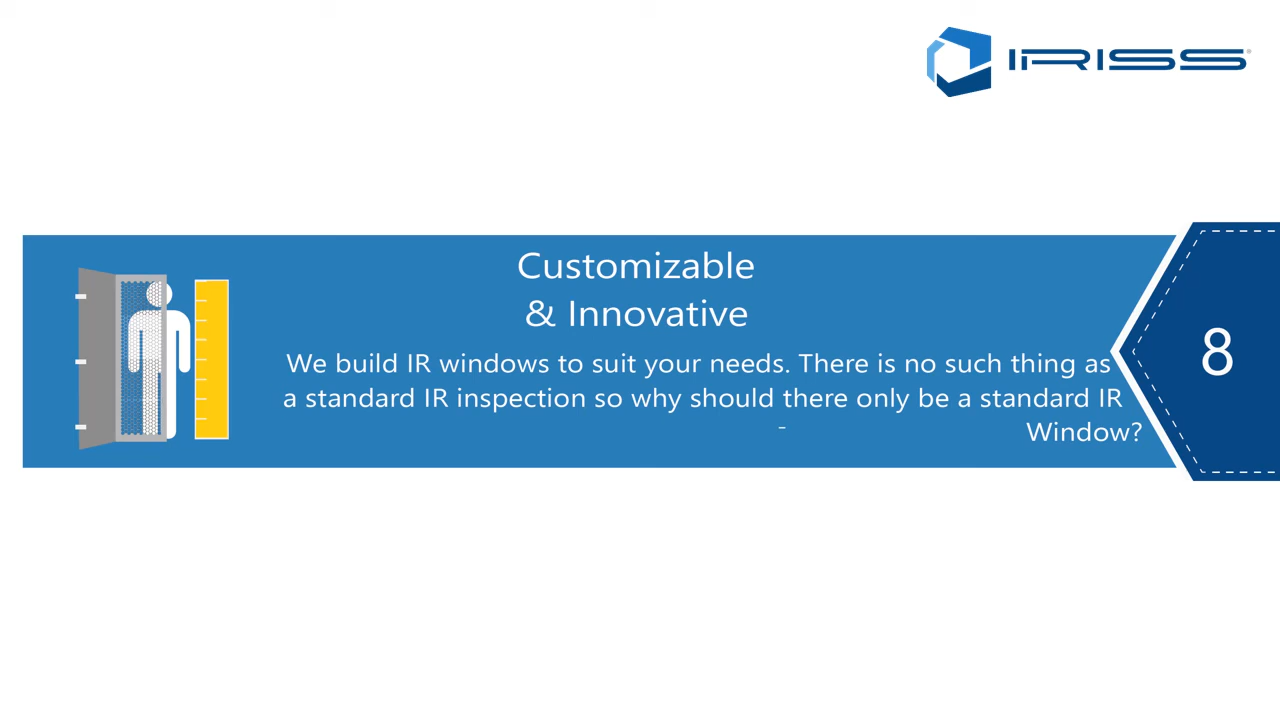 IRISS
Customizable
& Innovative
We build IR windows to suit your needs. There is no such thing as
a standard IR inspection so why should there only be a standard IR
-
Window?
8